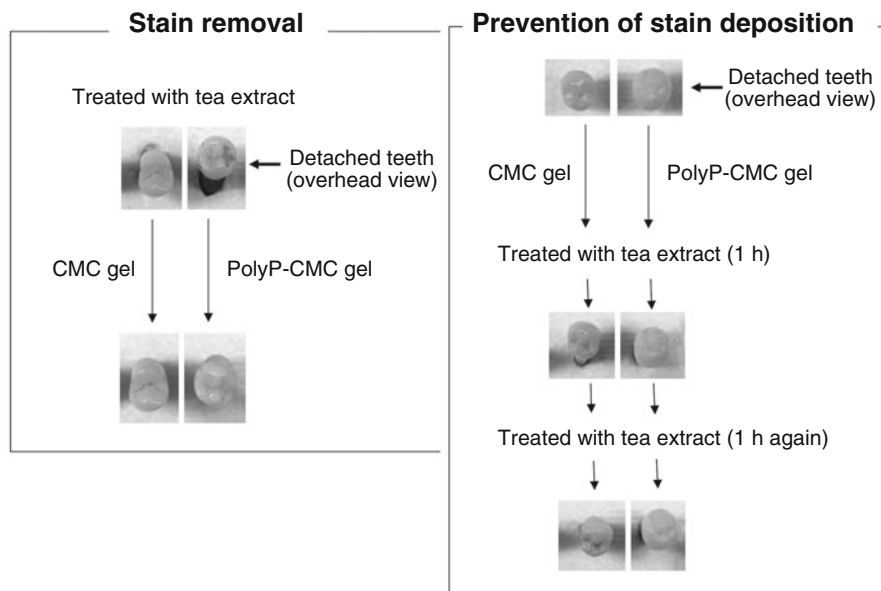 Stain removal
Treated with tea extract
Detached teeth
(overhead view)
CMC gel
PolyP-CMC gel
Prevention of stain deposition
Detached teeth
(overhead view)
CMC gel
PolyP-CMC gel
Treated with tea extract (1 h)
Treated with tea extract (1 h again)